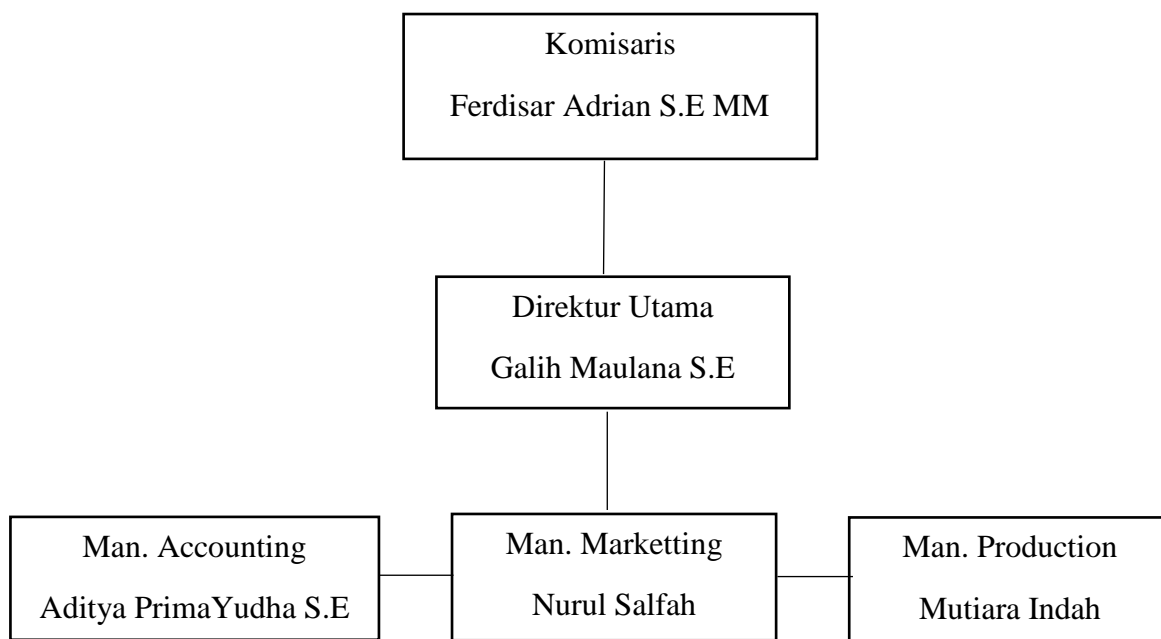 Komisaris
Ferdisar Adrian S.E MM
Direktur Utama
Galih Maulana S.E
Man. Accounting
Aditya PrimaYudha S.E
Man. Marketting
Nurul Salfah
Man. Production
Mutiara Indah